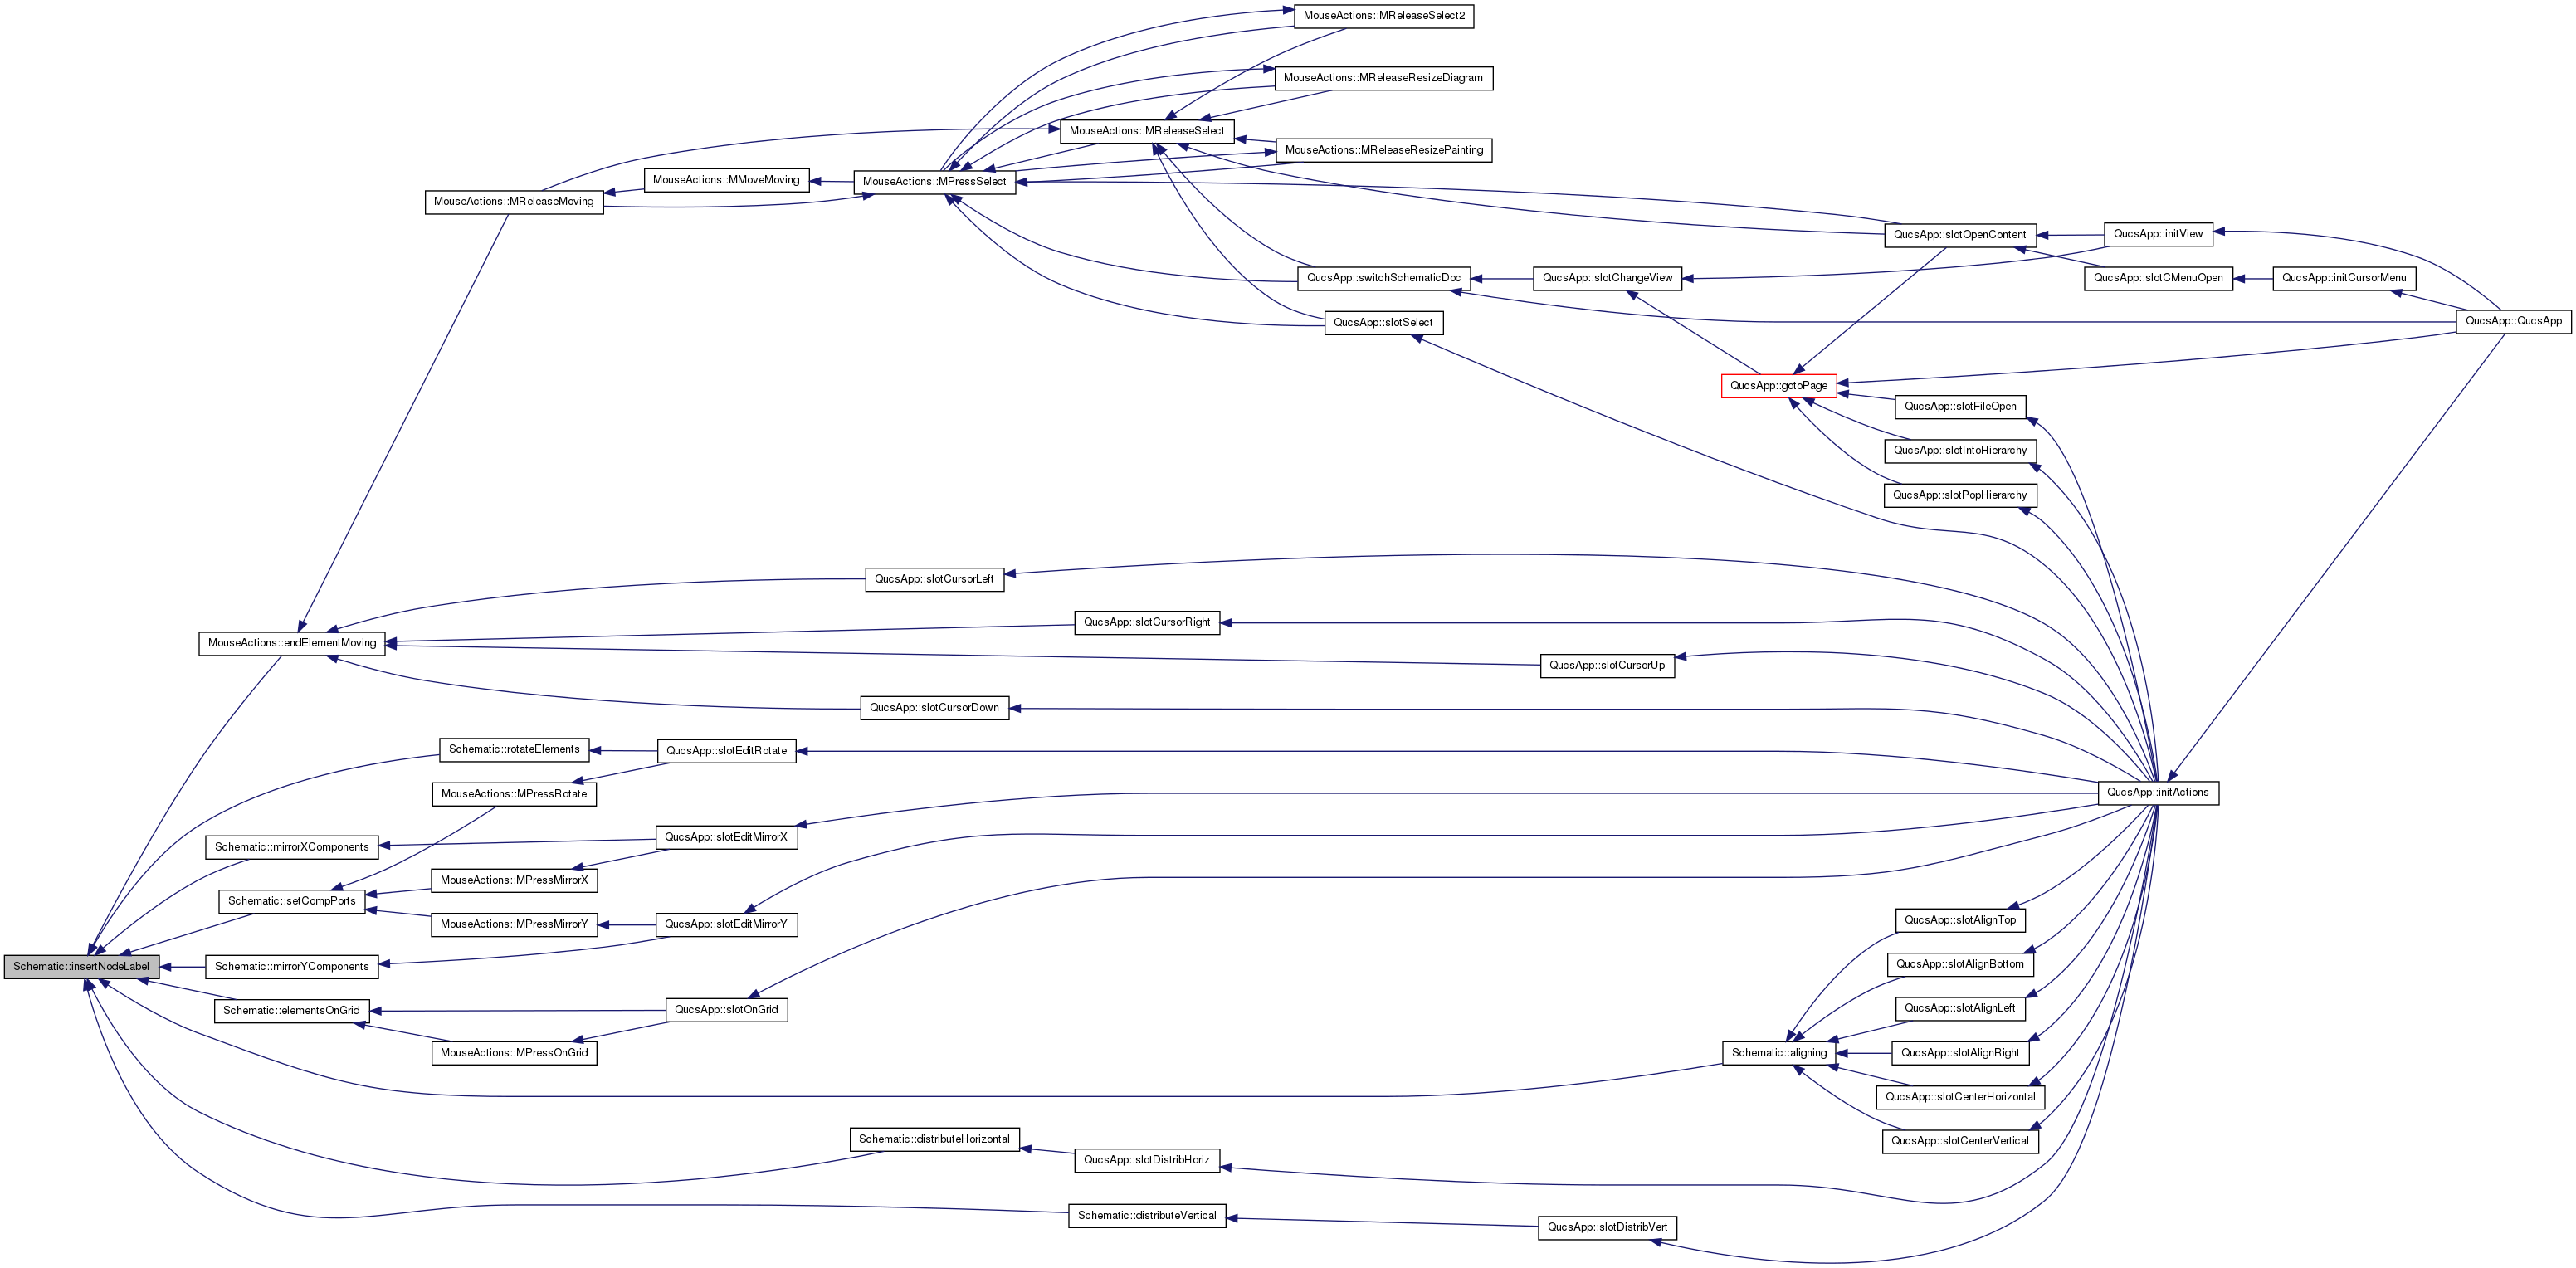 MouseActions::MReleaseSelect2
MouseActions::MReleaseResizeDiagram
MouseActions::MReleaseSelect
MouseActions::MReleaseResizePainting
MouseActions::MMoveMoving
MouseActions::MPressSelect
MouseActions::MReleaseMoving
QucsApp::slotOpenContent
QucsApp::initView
QucsApp::switchSchematicDoc
QucsApp::slotChangeView
QucsApp::slotCMenuOpen
QucsApp::initCursorMenu
QucsApp::slotSelect
QucsApp::QucsApp
QucsApp::gotoPage
QucsApp::slotFileOpen
QucsApp::slotIntoHierarchy
QucsApp::slotPopHierarchy
QucsApp::slotCursorLeft
QucsApp::slotCursorRight
MouseActions::endElementMoving
QucsApp::slotCursorUp
QucsApp::slotCursorDown
Schematic::rotateElements
QucsApp::slotEditRotate
MouseActions::MPressRotate
QucsApp::initActions
QucsApp::slotEditMirrorX
Schematic::mirrorXComponents
MouseActions::MPressMirrorX
Schematic::setCompPorts
MouseActions::MPressMirrorY
QucsApp::slotEditMirrorY
QucsApp::slotAlignTop
Schematic::insertNodeLabel
Schematic::mirrorYComponents
QucsApp::slotAlignBottom
Schematic::elementsOnGrid
QucsApp::slotOnGrid
QucsApp::slotAlignLeft
MouseActions::MPressOnGrid
Schematic::aligning
QucsApp::slotAlignRight
QucsApp::slotCenterHorizontal
Schematic::distributeHorizontal
QucsApp::slotCenterVertical
QucsApp::slotDistribHoriz
Schematic::distributeVertical
QucsApp::slotDistribVert